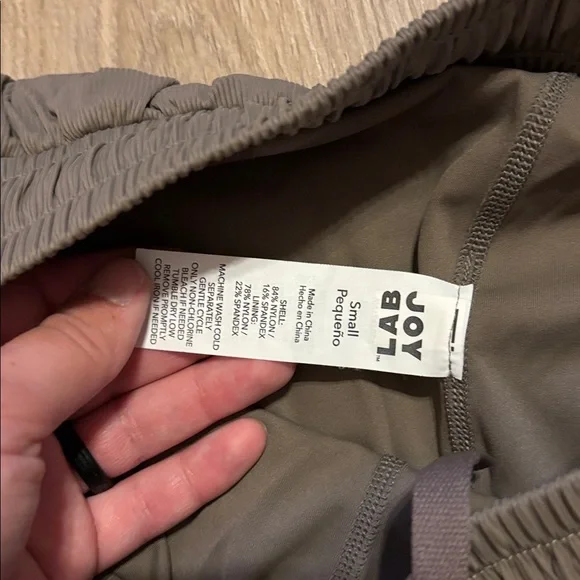 JOY
LAB™
Small
Pequeño
Made in China
Hecho en China
SHELL:
84% NYLON /
16% SPANDEX
LINING:
78% NYLON /
22% SPANDEX
MACHINE WASH COLD
SEPARATELY
GENTLE CYCLE
ONLY NON-CHLORINE
BLEACH IF NEEDED
TUMBLE DRY LOW
REMOVE PROMPTLY
COOL IRON IF NEEDED